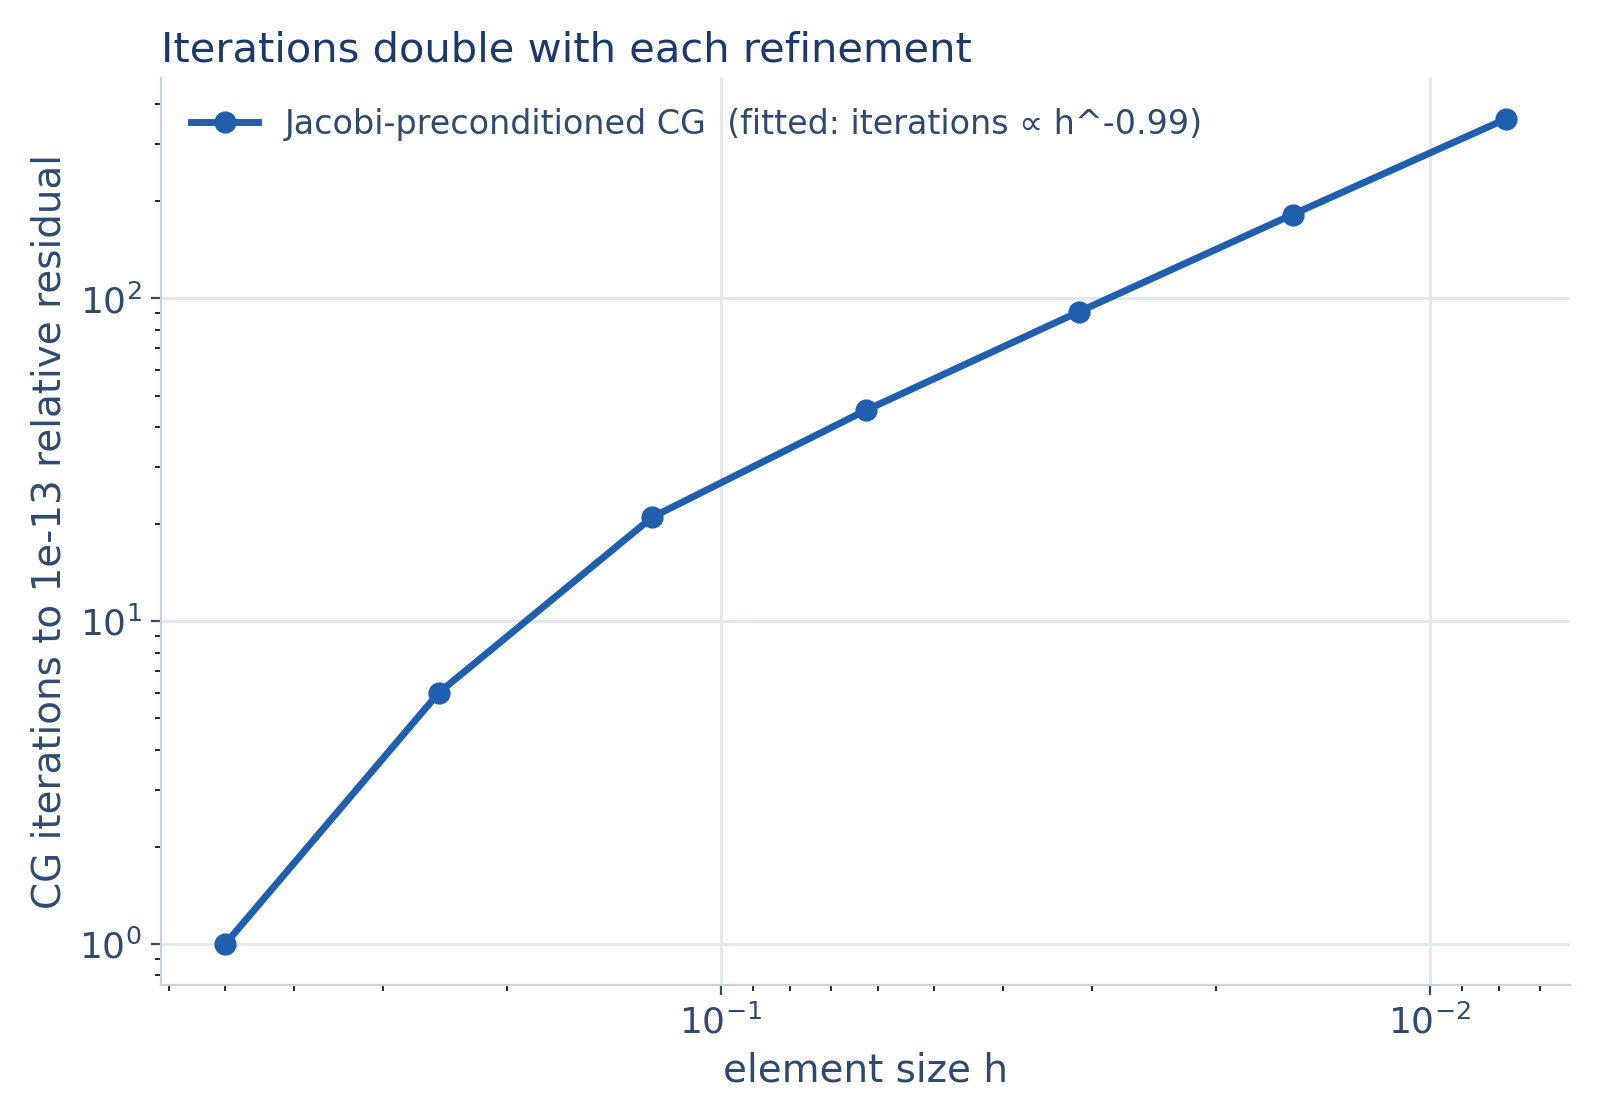 Iterations double with each refinement
Jacobi-preconditioned CG (fitted: iterations ∝ h^-0.99)
CG iterations to 1e-13 relative residual
10²
10¹
10⁰
10⁻¹
10⁻²
element size h